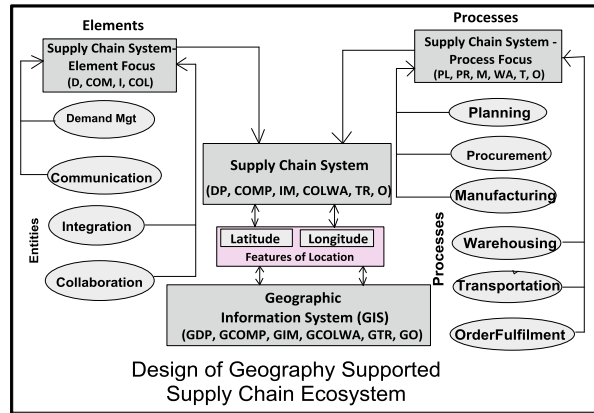 Elements
Processes
Supply Chain System-
Element Focus
(D, COM, I, COL)
Supply Chain System -
Process Focus
(PL, PR, M, WA, T, O)
Demand Mgt
Communication
Integration
Collaboration
Entities
Supply Chain System
(DP, COMP, IM, COLWA, TR, O)
Latitude
Longitude
Features of Location
Geographic
Information System (GIS)
(GDP, GCOMP, GIM, GCOLWA, GTR, GO)
Planning
Procurement
Manufacturing
Warehousing
Transportation
OrderFulfilment
Processes
Design of Geography Supported
Supply Chain Ecosystem